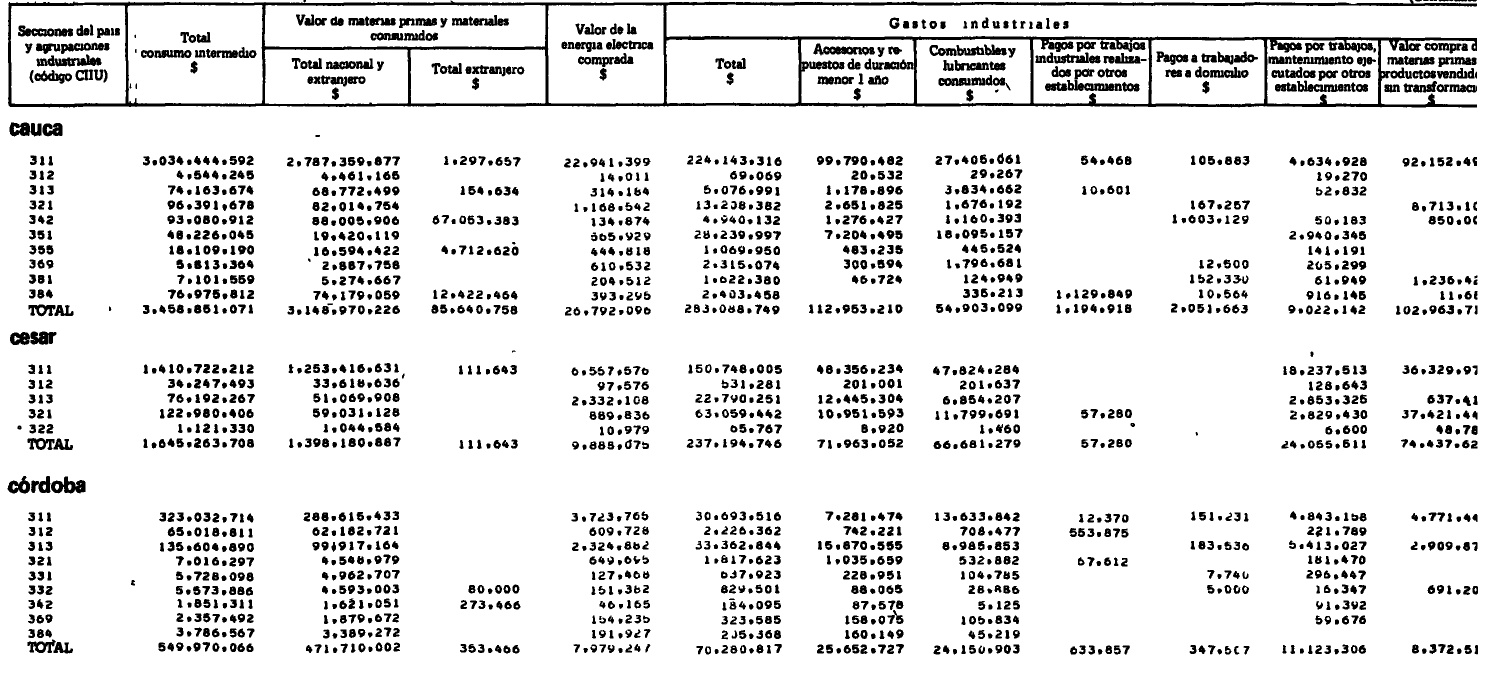 Secciones del pais
y agrupaciones
industriales
(código CIIU)
Total
consumo intermedio
$
Valor de materias primas y materiales
consumidos
Total nacional y
extranjero
$
Total extranjero
$
Valor de la
energia electrica
comprada
$
Gastos industriales
Total
$
Accesorios y re-
puestos de duración
menor 1 año
$
Combustibles y
lubricantes
consumidos
$
Pagos por trabajos
industriales realiza-
dos por otros
establecimientos
$
Pagos a trabajado-
res a domicilio
$
Pagos por trabajos,
mantenimiento eje-
cutados por otros
establecimientos
$
Valor compra d
materias primas
productos vendid
sin transformaci
$
cauca
311 3.034.444.592 2.787.359.877 1.297.657 22.941.399 224.143.316 99.790.482 27.405.061 54.468 105.883 4.634.928 92.152.49
312 4.544.245 4.461.165 14.011 69.069 20.532 29.267 19.270
313 74.163.674 68.772.499 154.634 314.184 5.076.991 1.178.896 3.834.662 10.601 52.832
321 96.391.678 82.014.754 1.168.542 13.208.382 2.651.825 1.676.192 167.257 8.713.10
342 93.080.912 88.005.906 67.053.383 134.874 4.940.132 1.276.427 1.160.393 1.603.129 50.183 850.00
351 48.226.045 19.420.119 565.929 28.239.997 7.204.495 18.095.157 2.940.345
355 18.109.190 16.594.422 4.712.620 444.818 1.069.950 483.235 445.524 141.191
369 5.813.364 2.887.758 610.532 2.315.074 300.594 1.796.681 12.500 205.299
381 7.101.559 5.274.667 204.512 1.622.380 46.724 124.949 152.330 61.949 1.236.42
384 76.975.812 74.179.059 12.422.464 393.295 2.403.458 335.213 1.129.849 10.564 916.145 11.68
TOTAL 3.458.851.071 3.148.970.226 85.640.758 26.792.096 283.088.749 112.953.210 54.903.099 1.194.918 2.051.663 9.022.142 102.963.71
cesar
311 1.410.722.212 1.253.416.631 111.643 6.557.576 150.748.005 48.356.234 47.824.284 18.237.513 36.329.97
312 34.247.493 33.618.636 97.576 531.281 201.001 201.637 128.643
313 76.192.267 51.069.908 2.332.108 22.790.251 12.445.304 6.854.207 2.853.325 637.41
321 122.980.406 59.031.128 889.836 63.059.442 10.951.593 11.799.691 57.280 2.829.430 37.421.44
322 1.121.330 1.044.584 10.979 65.767 8.920 1.460 6.600 48.78
TOTAL 1.645.263.708 1.398.180.887 111.643 9.888.075 237.194.746 71.963.052 66.681.279 57.280 24.055.511 74.437.62
córdoba
311 323.032.714 288.615.433 3.723.765 30.693.516 7.281.474 13.633.842 12.370 151.231 4.843.158 4.771.44
312 65.018.811 62.182.721 609.728 2.226.362 742.221 708.477 553.875 221.789
313 135.604.890 99.917.164 2.324.882 33.362.844 15.870.555 8.985.853 183.536 5.413.027 2.909.87
321 7.016.297 4.548.979 649.695 1.817.623 1.035.659 532.882 67.612 181.470
331 5.728.098 4.962.707 127.468 637.923 228.951 104.785 7.740 296.447
332 5.573.886 4.593.003 80.000 151.382 829.501 88.065 28.886 5.000 16.347 691.20
342 1.851.311 1.621.051 273.466 46.165 184.095 87.578 5.125 91.392
369 2.357.492 1.879.672 154.235 323.585 158.075 105.834 59.676
384 3.786.567 3.389.272 191.927 205.368 160.149 45.219
TOTAL 549.970.066 471.710.002 353.466 7.979.247 70.280.817 25.652.727 24.150.903 633.857 347.507 11.123.306 8.372.51